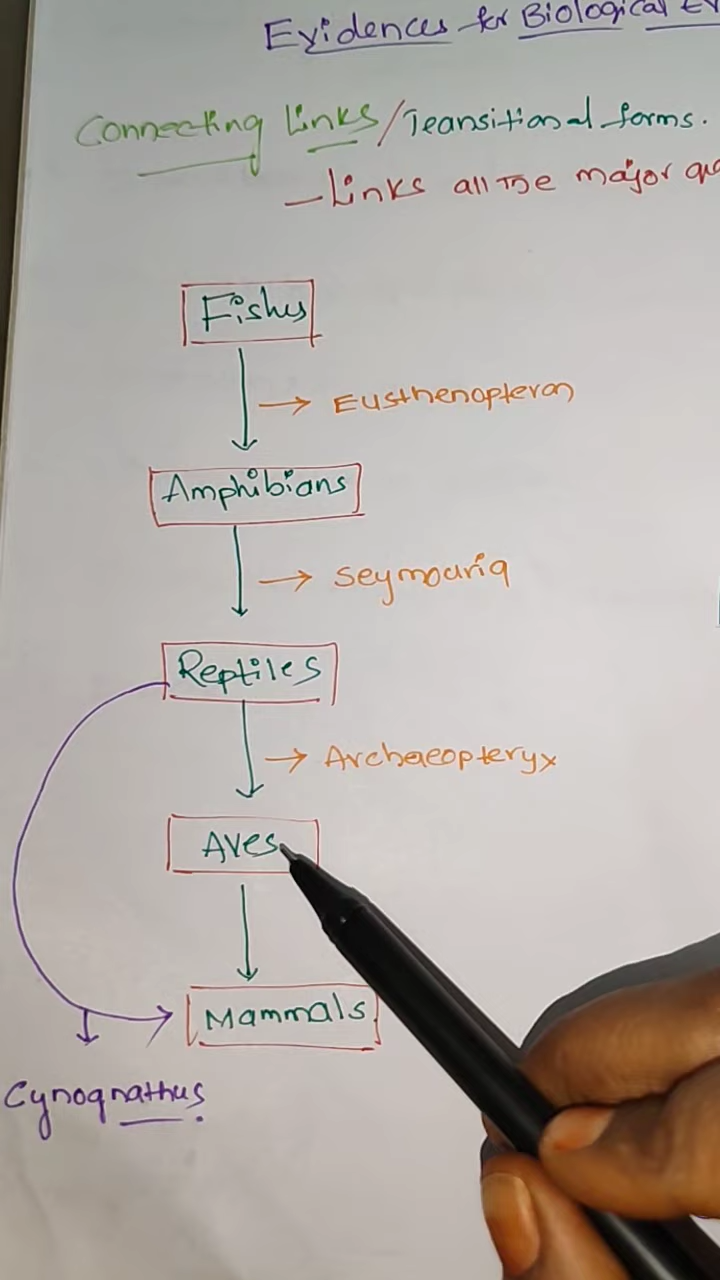 Evidences for Biological Ev
Connecting Links/Transitional forms.
– Links all the major
Fishes
→ Eusthenopteron
Amphibians
→ Seymouria
Reptiles
→ Archaeopteryx
Aves
Mammals
Cynognathus